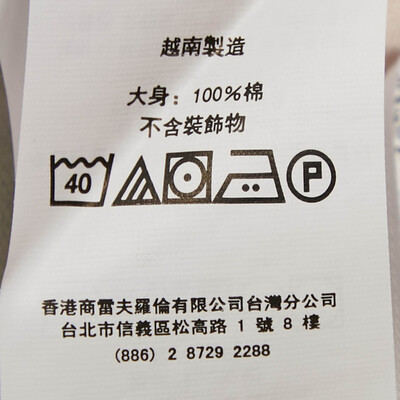 越南製造
大身：100%棉
不含裝飾物
40 P
香港商雷夫羅倫有限公司台灣分公司
台北市信義區松高路 1 號 8 樓
(886) 2 8729 2288